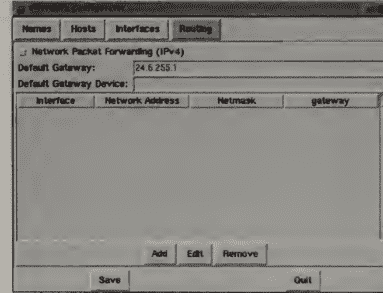 Names Hosts Interfaces Routing
Network Packet Forwarding (IPv4)
Default Gateway: 24.6.255.1
Default Gateway Device:
Interface Network Address Netmask gateway
Add Edit Remove
Save Quit